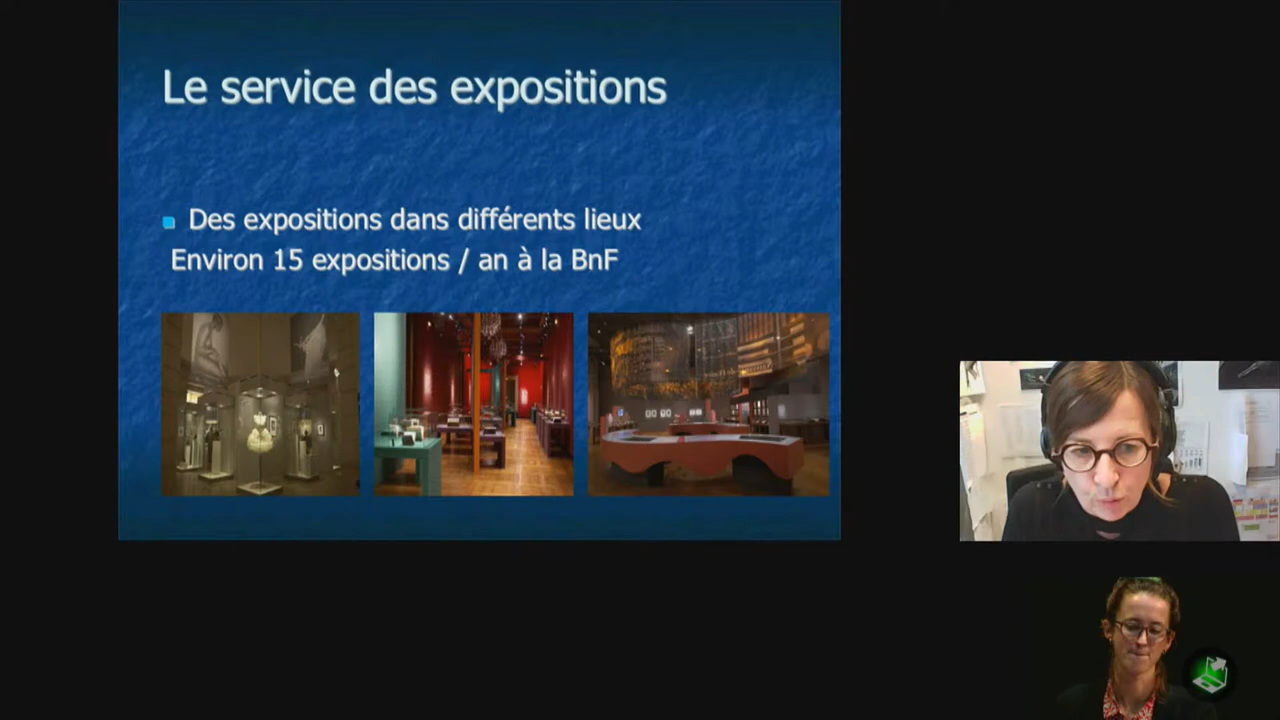 Le service des expositions
Des expositions dans différents lieux
Environ 15 expositions / an à la BnF